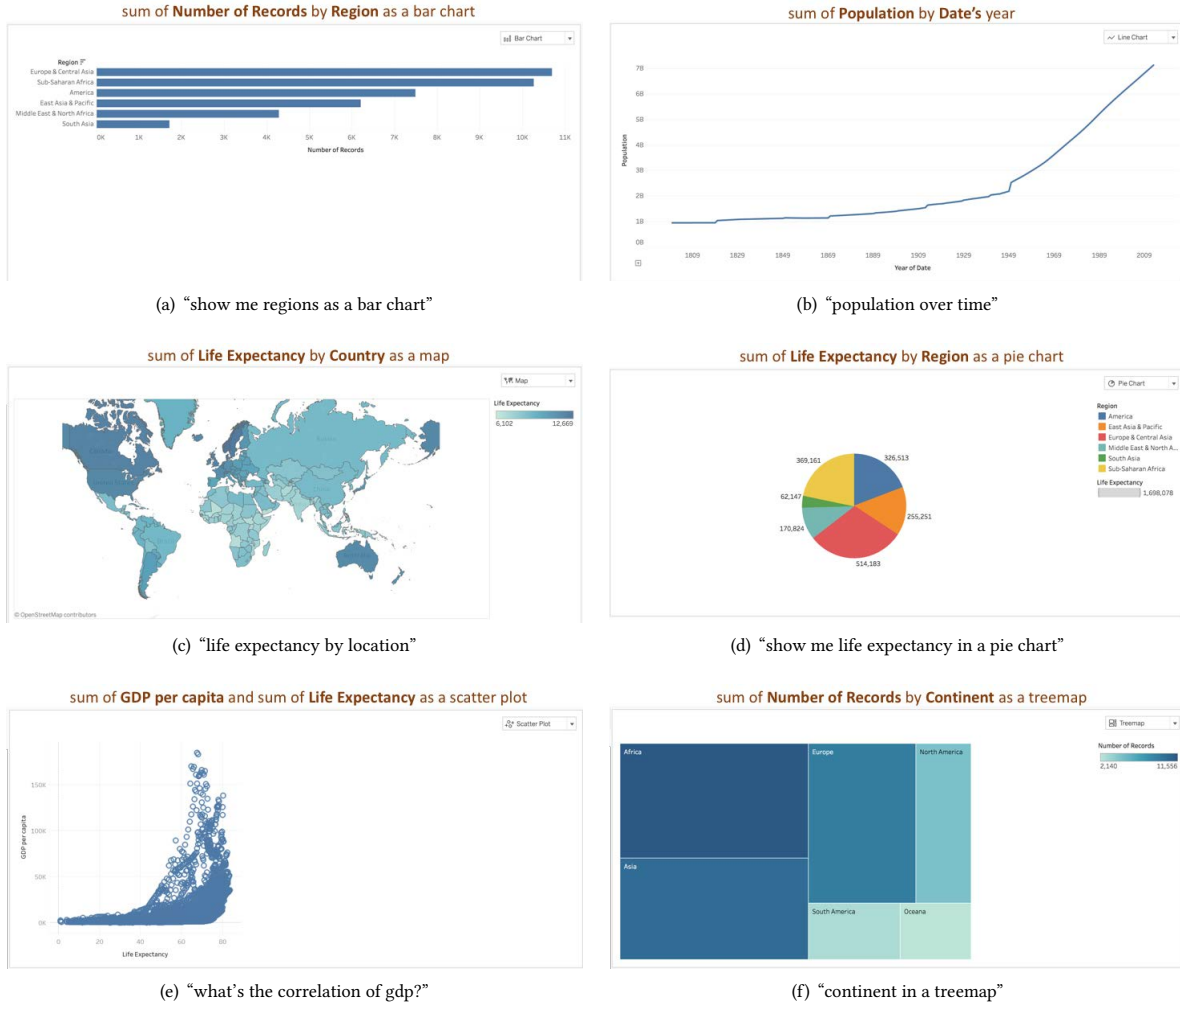 sum of Number of Records by Region as a bar chart
Bar Chart
Region
Europe & Central Asia
Sub-Saharan Africa
America
East Asia & Pacific
Middle East & North Africa
South Asia
0K 1K 2K 3K 4K 5K 6K 7K 8K 9K 10K 11K
Number of Records
(a) “show me regions as a bar chart”
sum of Population by Date’s year
Line Chart
7B
6B
5B
4B
3B
2B
1B
0B
Population
1809 1829 1849 1869 1889 1909 1929 1949 1969 1989 2009
Year of Date
(b) “population over time”
sum of Life Expectancy by Country as a map
Map
Life Expectancy
6,102 12,669
© OpenStreetMap contributors
(c) “life expectancy by location”
sum of Life Expectancy by Region as a pie chart
Pie Chart
Region
America
East Asia & Pacific
Europe & Central Asia
Middle East & North A...
South Asia
Sub-Saharan Africa
Life Expectancy
1,698,078
369,161
326,513
62,147
255,251
170,824
514,183
(d) “show me life expectancy in a pie chart”
sum of GDP per capita and sum of Life Expectancy as a scatter plot
Scatter Plot
150K
100K
50K
0K
GDP per capita
0 20 40 60 80
Life Expectancy
(e) “what’s the correlation of gdp?”
sum of Number of Records by Continent as a treemap
Treemap
Number of Records
2,140 11,556
Africa
Europe
North America
Asia
South America
Oceana
(f) “continent in a treemap”